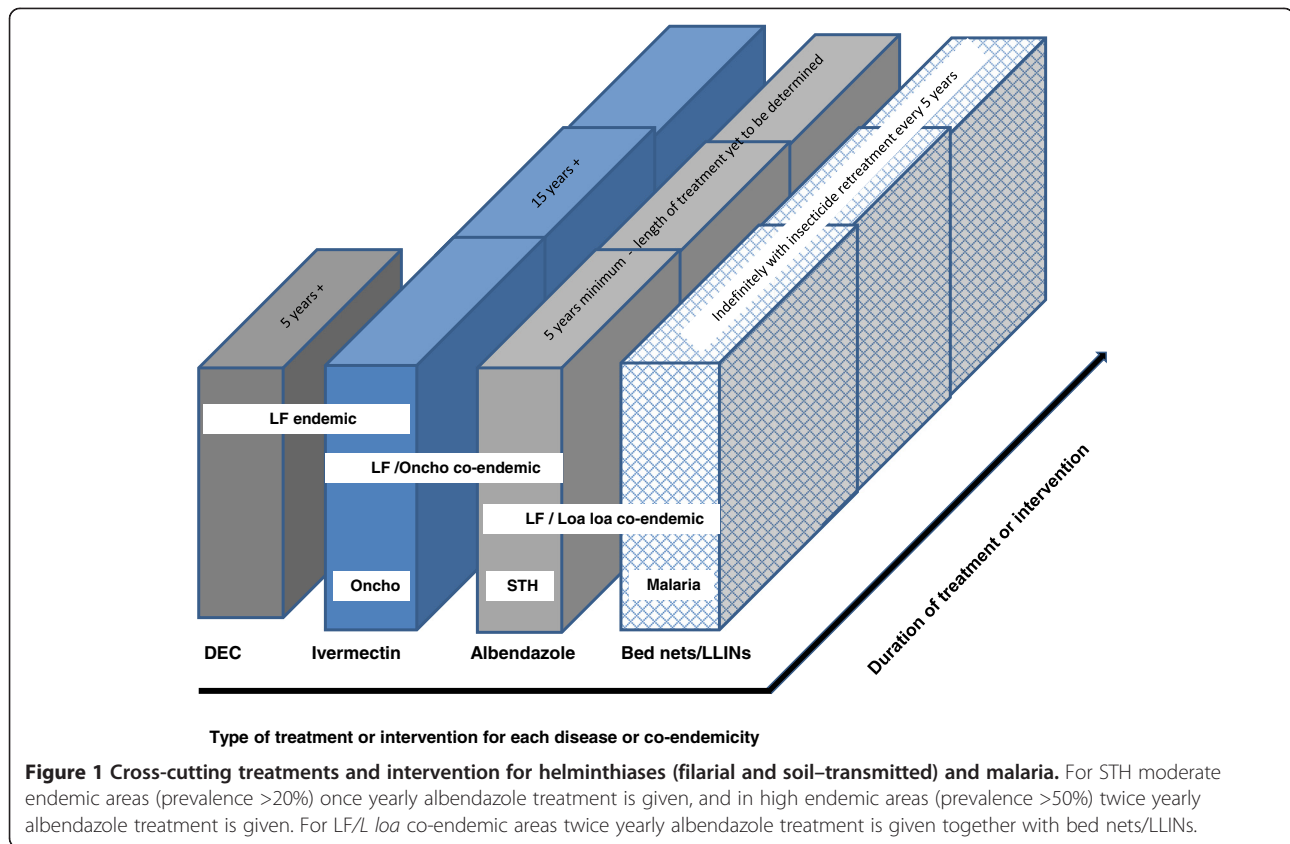 5 years +
15 years +
5 years minimum - length of treatment yet to be determined
Indefinitely with insecticide retreatment every 5 years
LF endemic
LF /Oncho co-endemic
LF / Loa loa co-endemic
Oncho
STH
Malaria
DEC
Ivermectin
Albendazole
Bed nets/LLINs
Duration of treatment or intervention
Type of treatment or intervention for each disease or co-endemicity
Figure 1 Cross-cutting treatments and intervention for helminthiases (filarial and soil–transmitted) and malaria. For STH moderate
endemic areas (prevalence >20%) once yearly albendazole treatment is given, and in high endemic areas (prevalence >50%) twice yearly
albendazole treatment is given. For LF/L loa co-endemic areas twice yearly albendazole treatment is given together with bed nets/LLINs.